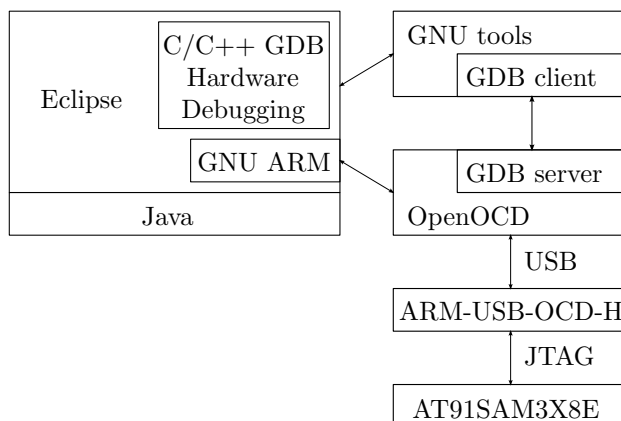 C/C++ GDB
Hardware
Debugging
Eclipse
GNU ARM
Java
GNU tools
GDB client
GDB server
OpenOCD
USB
ARM-USB-OCD-H
JTAG
AT91SAM3X8E